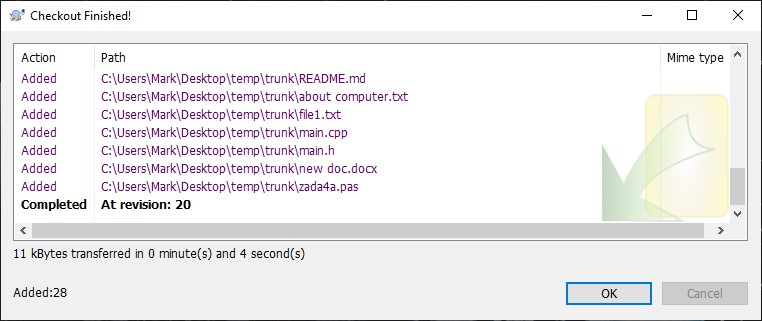 Checkout Finished!
Action Path Mime type
Added C:\Users\Mark\Desktop\temp\trunk\README.md
Added C:\Users\Mark\Desktop\temp\trunk\about computer.txt
Added C:\Users\Mark\Desktop\temp\trunk\file1.txt
Added C:\Users\Mark\Desktop\temp\trunk\main.cpp
Added C:\Users\Mark\Desktop\temp\trunk\main.h
Added C:\Users\Mark\Desktop\temp\trunk\new doc.docx
Added C:\Users\Mark\Desktop\temp\trunk\zada4a.pas
Completed At revision: 20
11 kBytes transferred in 0 minute(s) and 4 second(s)
Added:28 OK Cancel